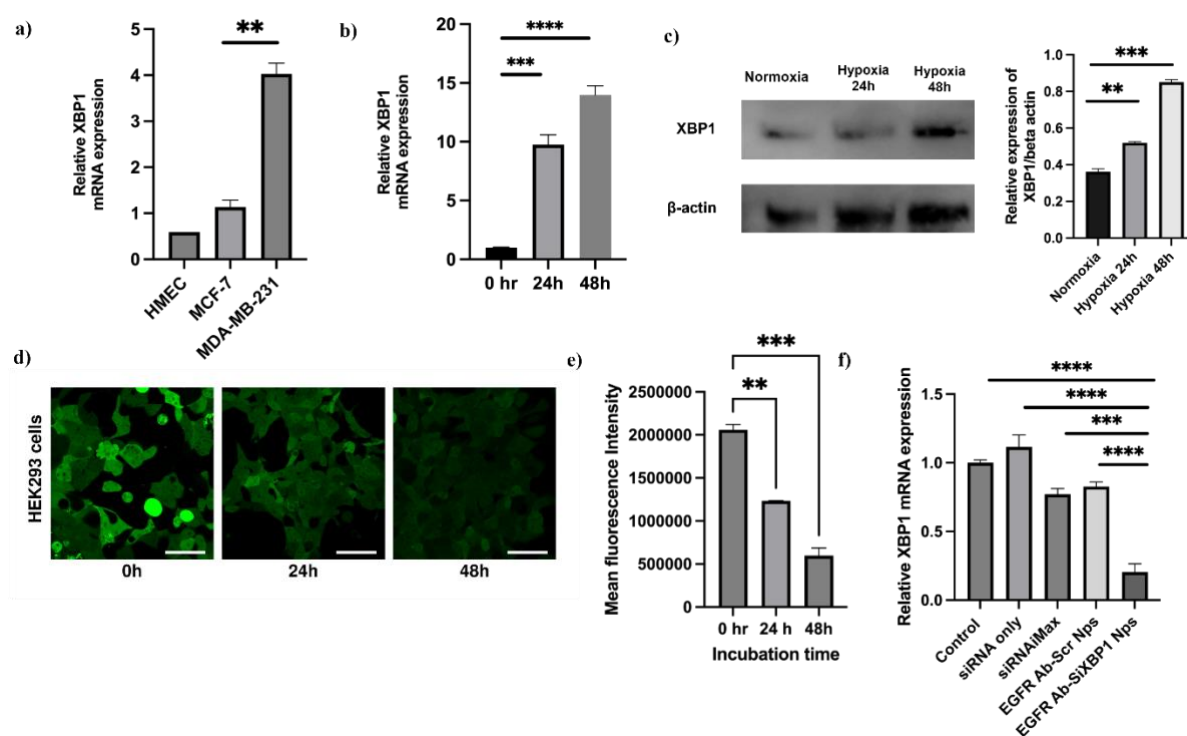 a)
Relative XBP1
mRNA expression
5
4
3
2
1
0
**
HMEC
MCF-7
MDA-MB-231
b)
Relative XBP1
mRNA expression
20
15
10
5
0
****
***
0 hr
24h
48h
c)
Normoxia
Hypoxia
24h
Hypoxia
48h
XBP1
β-actin
Relative expression of
XBP1/beta actin
1.0
0.8
0.6
0.4
0.2
0.0
***
**
Normoxia
Hypoxia 24h
Hypoxia 48h
d)
HEK293 cells
0h
24h
48h
e)
Mean fluorescence Intensity
2500000
2000000
1500000
1000000
500000
0
***
**
0 hr
24 h
48h
Incubation time
f)
Relative XBP1 mRNA expression
1.5
1.0
0.5
0.0
****
****
***
****
Control
siRNA only
siRNAiMax
EGFR Ab-Scr Nps
EGFR Ab-SiXBP1 Nps